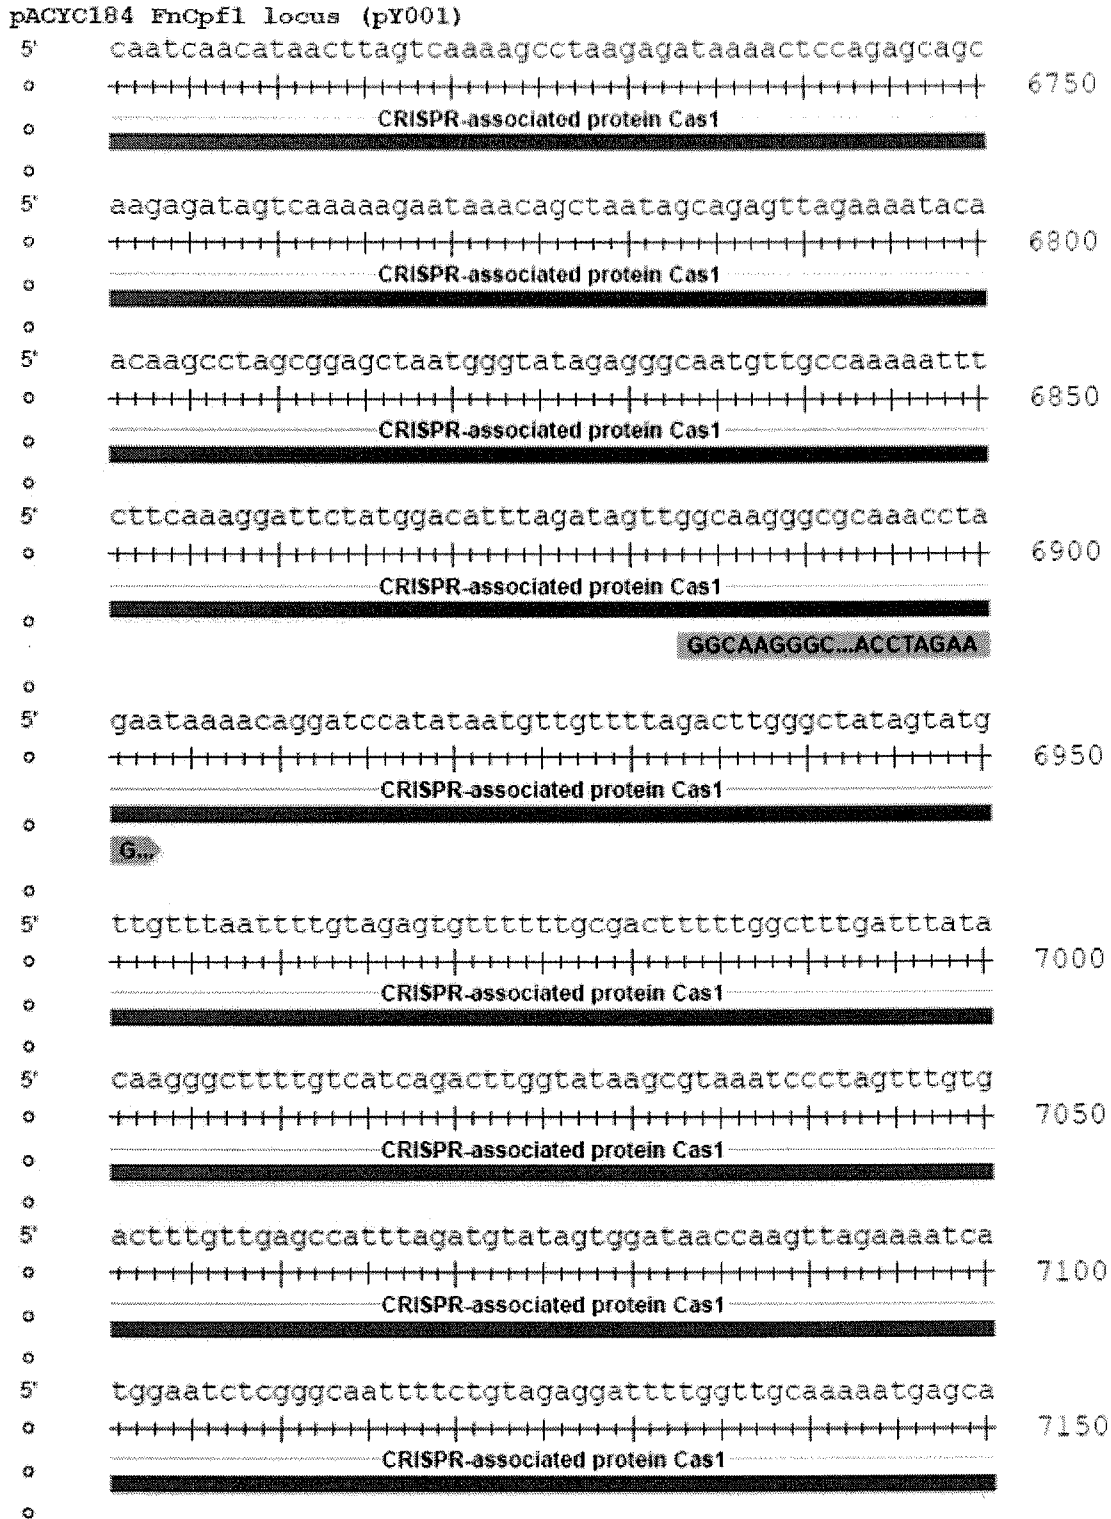 pACYC184 FnCpf1 locus (pY001)
5' caatcaacataacttagtcaaaagcctaagagataaaactccagagcagc
6750
CRISPR-associated protein Cas1
5' aagagatagtcaaaaagaataaacagctaatagcagagttagaaaataca
6800
CRISPR-associated protein Cas1
5' acaagcctagcggagctaatgggtatagagggcaatgttgccaaaaattt
6850
CRISPR-associated protein Cas1
5' cttcaaaggattctatggacatttagatagttggcaagggcgcaaaccta
6900
CRISPR-associated protein Cas1
GGCAAGGGC...ACCTAGAA
5' gaataaaacaggatccatataatgttgttttagacttgggctatagtatg
6950
CRISPR-associated protein Cas1
G...
5' ttgtttaattttgtagagtgttttttgcgactttttggctttgatttata
7000
CRISPR-associated protein Cas1
5' caagggcttttgtcatcagacttggtataagcgtaaatccctagtttgtg
7050
CRISPR-associated protein Cas1
5' actttgttgagccatttagatgtatagtggataaccaagttagaaaatca
7100
CRISPR-associated protein Cas1
5' tggaatctcgggcaattttctgtagaggattttggttgcaaaaatgagca
7150
CRISPR-associated protein Cas1